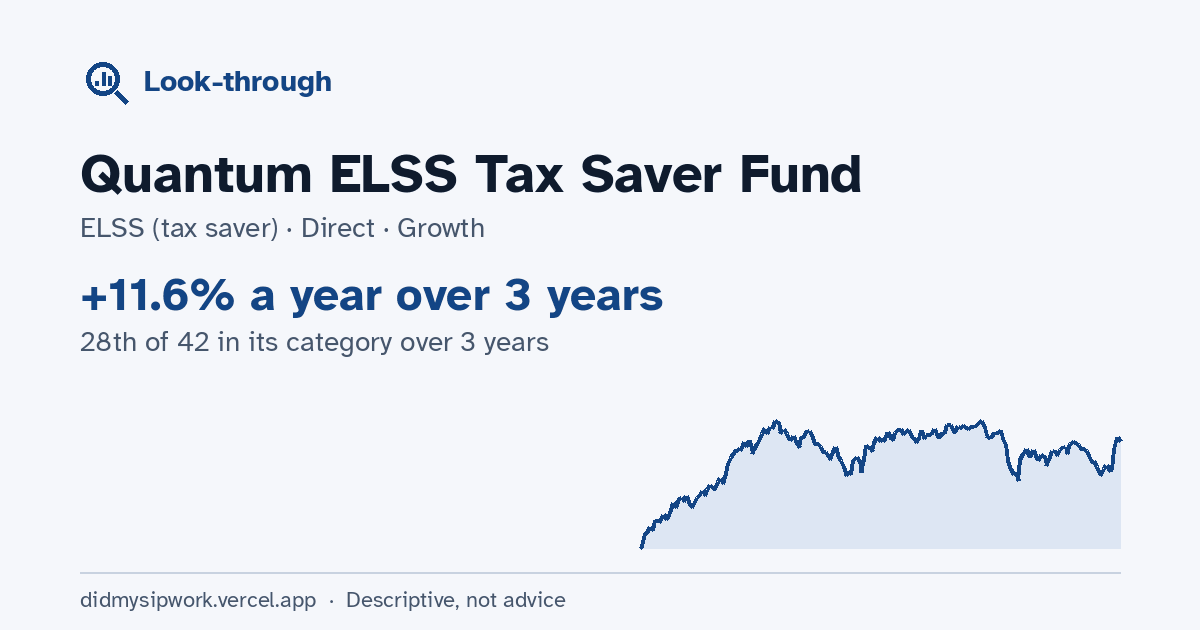 Look-through
Quantum ELSS Tax Saver Fund
ELSS (tax saver) · Direct · Growth
+11.6% a year over 3 years
28th of 42 in its category over 3 years
didmysipwork.vercel.app · Descriptive, not advice